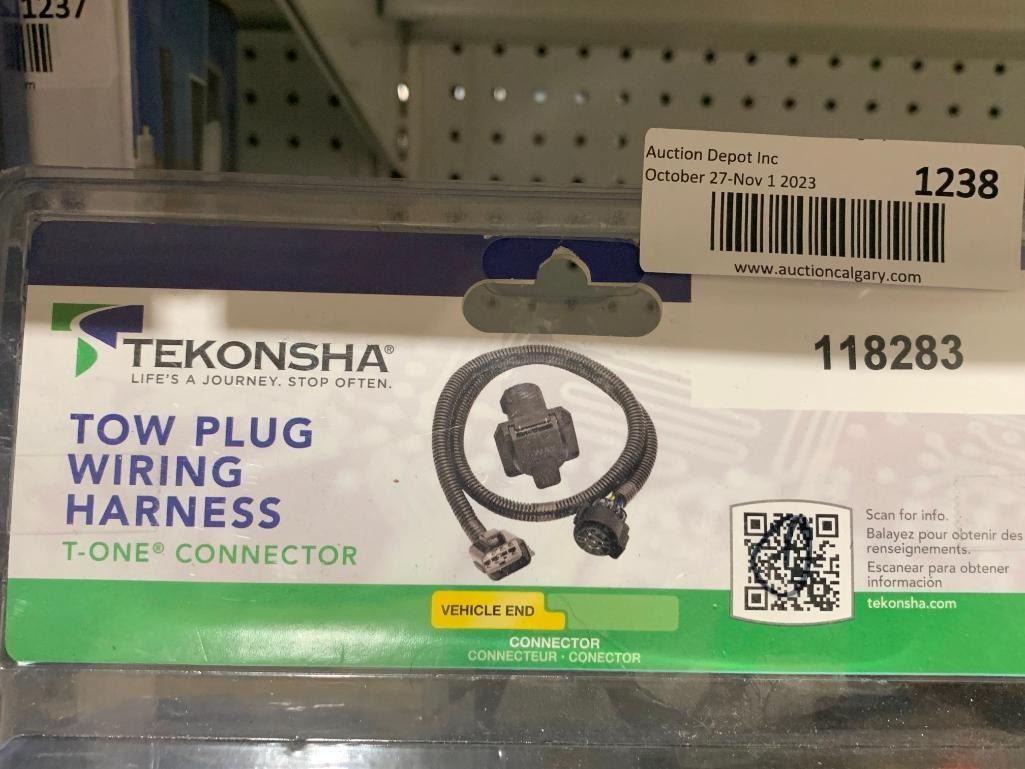 1237
Auction Depot Inc
October 27-Nov 1 2023
1238
www.auctioncalgary.com
118283
TEKONSHA®
LIFE'S A JOURNEY. STOP OFTEN.
TOW PLUG
WIRING
HARNESS
T-ONE® CONNECTOR
Scan for info.
Balayez pour obtenir des
renseignements.
Escanear para obtener
información
tekonsha.com
VEHICLE END
CONNECTOR
CONNECTEUR · CONECTOR